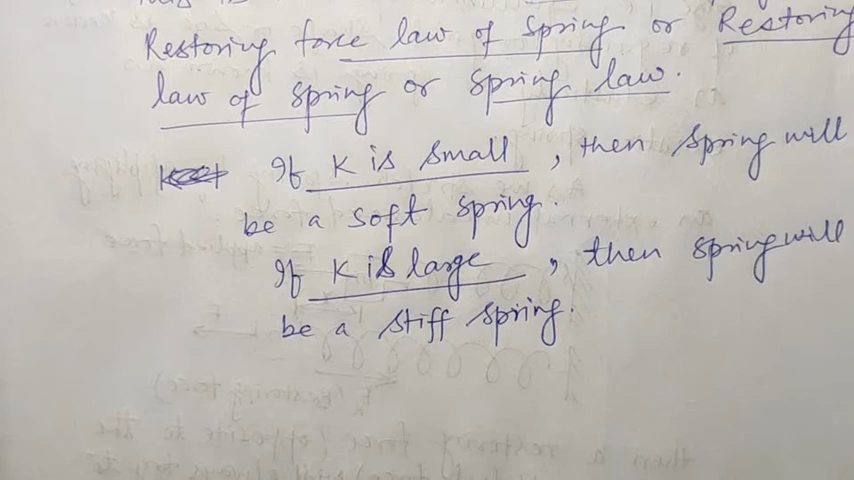 Restoring force law of Spring or Restoring
law of Spring or Spring law.
If K is small, then Spring will
be a soft spring.
If K is large, then spring will
be a stiff spring.